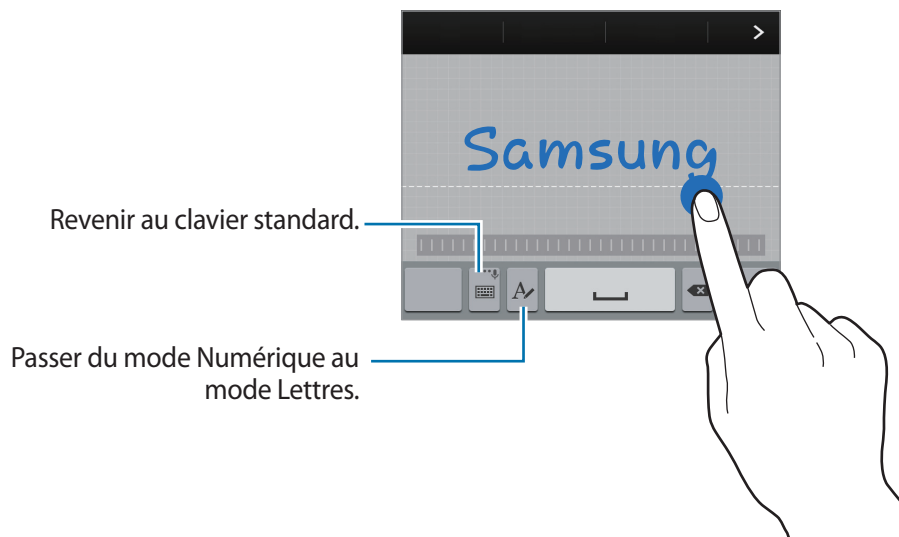 Samsung
Revenir au clavier standard.
A
Passer du mode Numérique au
mode Lettres.